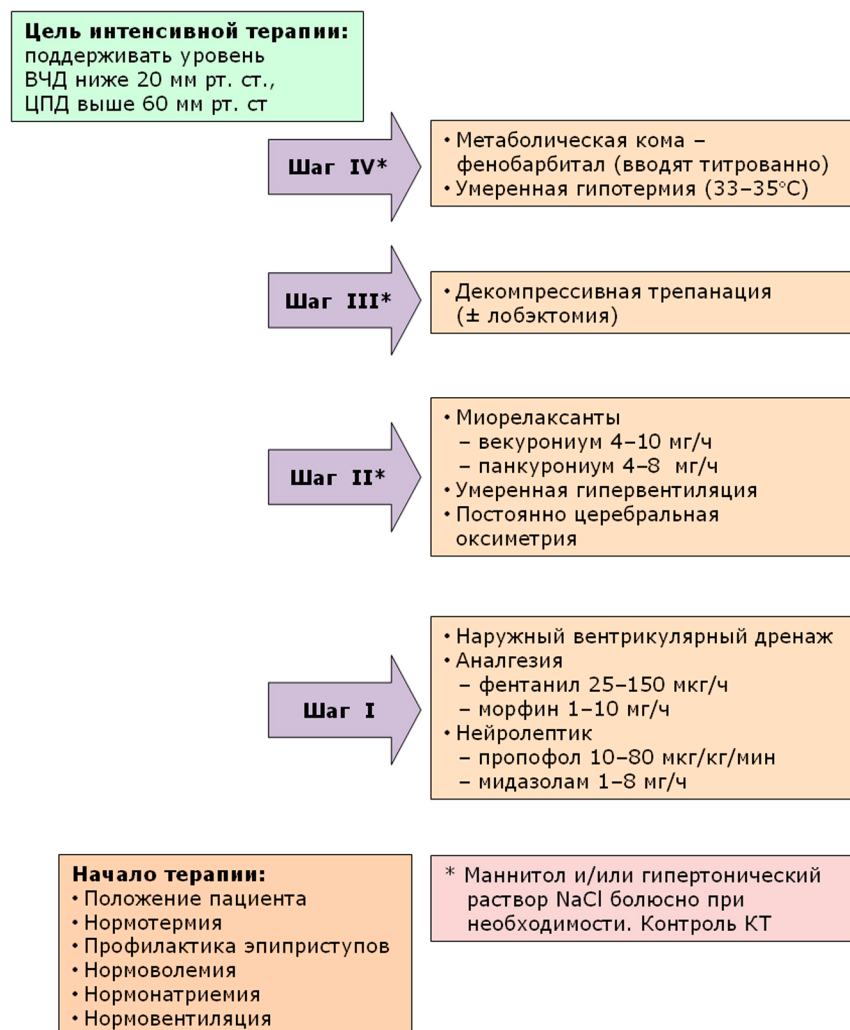 Цель интенсивной терапии:
поддерживать уровень
ВЧД ниже 20 мм рт. ст.,
ЦПД выше 60 мм рт. ст
Шаг IV*
• Метаболическая кома –
фенобарбитал (вводят титрованно)
• Умеренная гипотермия (33–35°C)
Шаг III*
• Декомпрессивная трепанация
(± лобэктомия)
Шаг II*
• Миорелаксанты
– векурониум 4–10 мг/ч
– панкурониум 4–8 мг/ч
• Умеренная гипервентиляция
• Постоянно церебральная
оксиметрия
Шаг I
• Наружный вентрикулярный дренаж
• Аналгезия
– фентанил 25–150 мкг/ч
– морфин 1–10 мг/ч
• Нейролептик
– пропофол 10–80 мкг/кг/мин
– мидазолам 1–8 мг/ч
Начало терапии:
• Положение пациента
• Нормотермия
• Профилактика эпиприступов
• Нормоволемия
• Нормонатриемия
• Нормовентиляция
* Маннитол и/или гипертонический
раствор NaCl болюсно при
необходимости. Контроль КТ